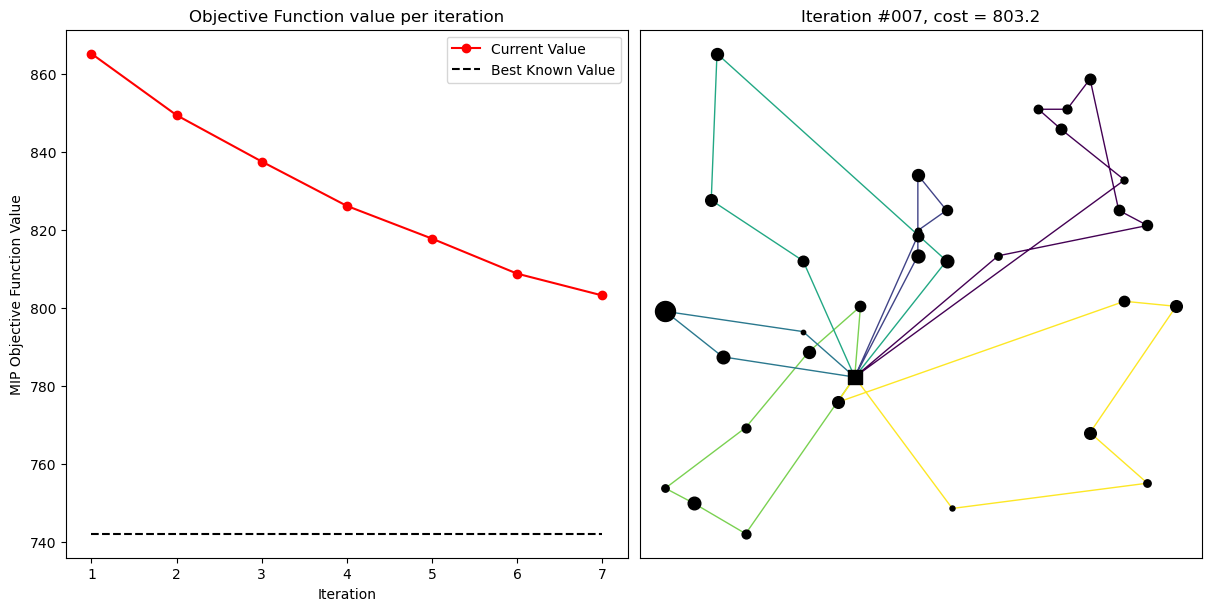 Objective Function value per iteration
Current Value
Best Known Value
MIP Objective Function Value
860
840
820
800
780
760
740
1 2 3 4 5 6 7
Iteration
Iteration #007, cost = 803.2